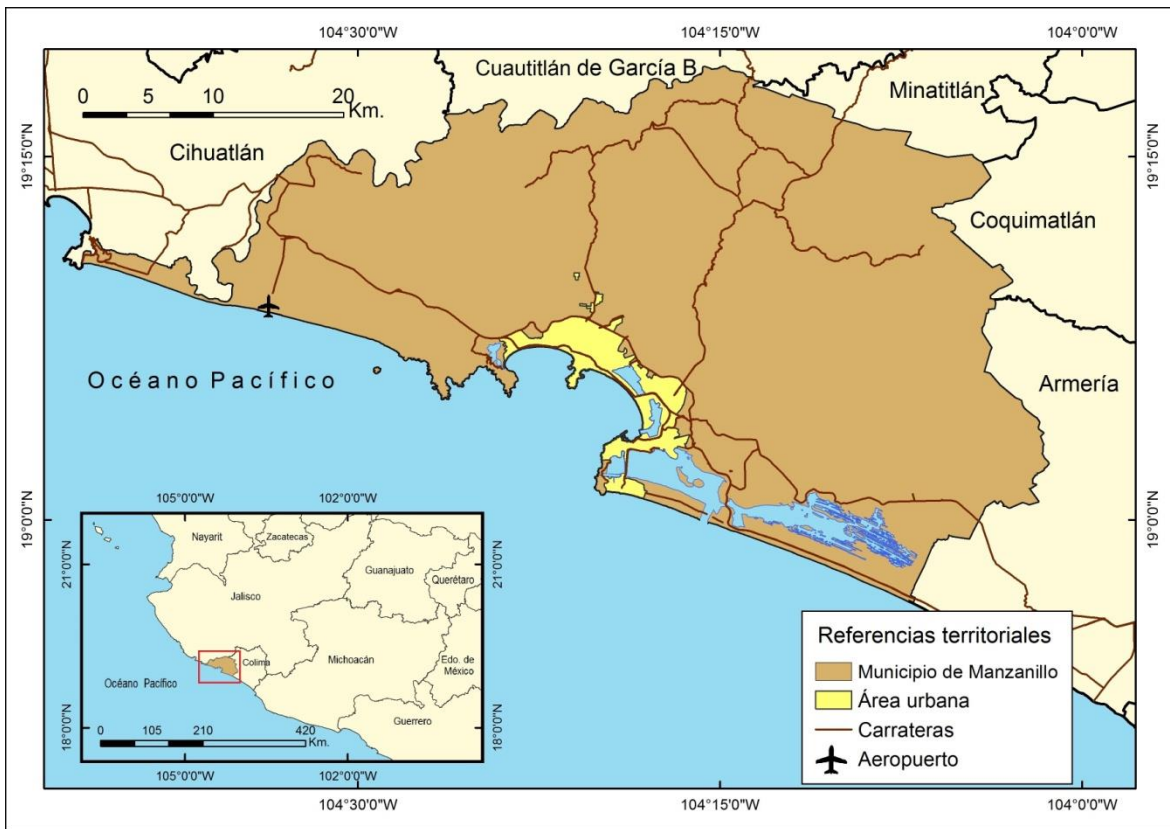 104°30'0"W
104°15'0"W
104°0'0"W
Cuautitlán de García B
Minatitlán
0 5 10 20
Km.
Cihuatlán
19°15'0"N
19°15'0"N
Coquimatlán
Océano Pacífico
Armería
19°0'0"N
105°0'0"W
102°0'0"W
Nayarit
Zacatecas
Guanajuato
Querétaro
21°0'0"N
21°0'0"N
Jalisco
Colima
Michoacán
Edo. de
México
Océano Pacífico
Guerrero
0 105 210 420
Km.
18°0'0"N
18°0'0"N
105°0'0"W
102°0'0"W
Referencias territoriales
Municipio de Manzanillo
Área urbana
Carrateras
Aeropuerto
104°30'0"W
104°15'0"W
104°0'0"W